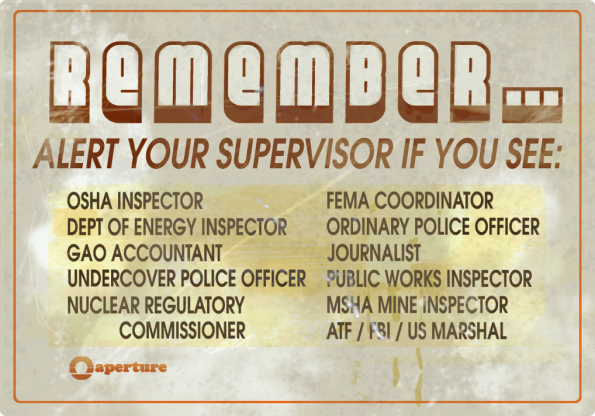 REMEMBER...
ALERT YOUR SUPERVISOR IF YOU SEE:
OSHA INSPECTOR
DEPT OF ENERGY INSPECTOR
GAO ACCOUNTANT
UNDERCOVER POLICE OFFICER
NUCLEAR REGULATORY
COMMISSIONER
FEMA COORDINATOR
ORDINARY POLICE OFFICER
JOURNALIST
PUBLIC WORKS INSPECTOR
MSHA MINE INSPECTOR
ATF / FBI / US MARSHAL
aperture